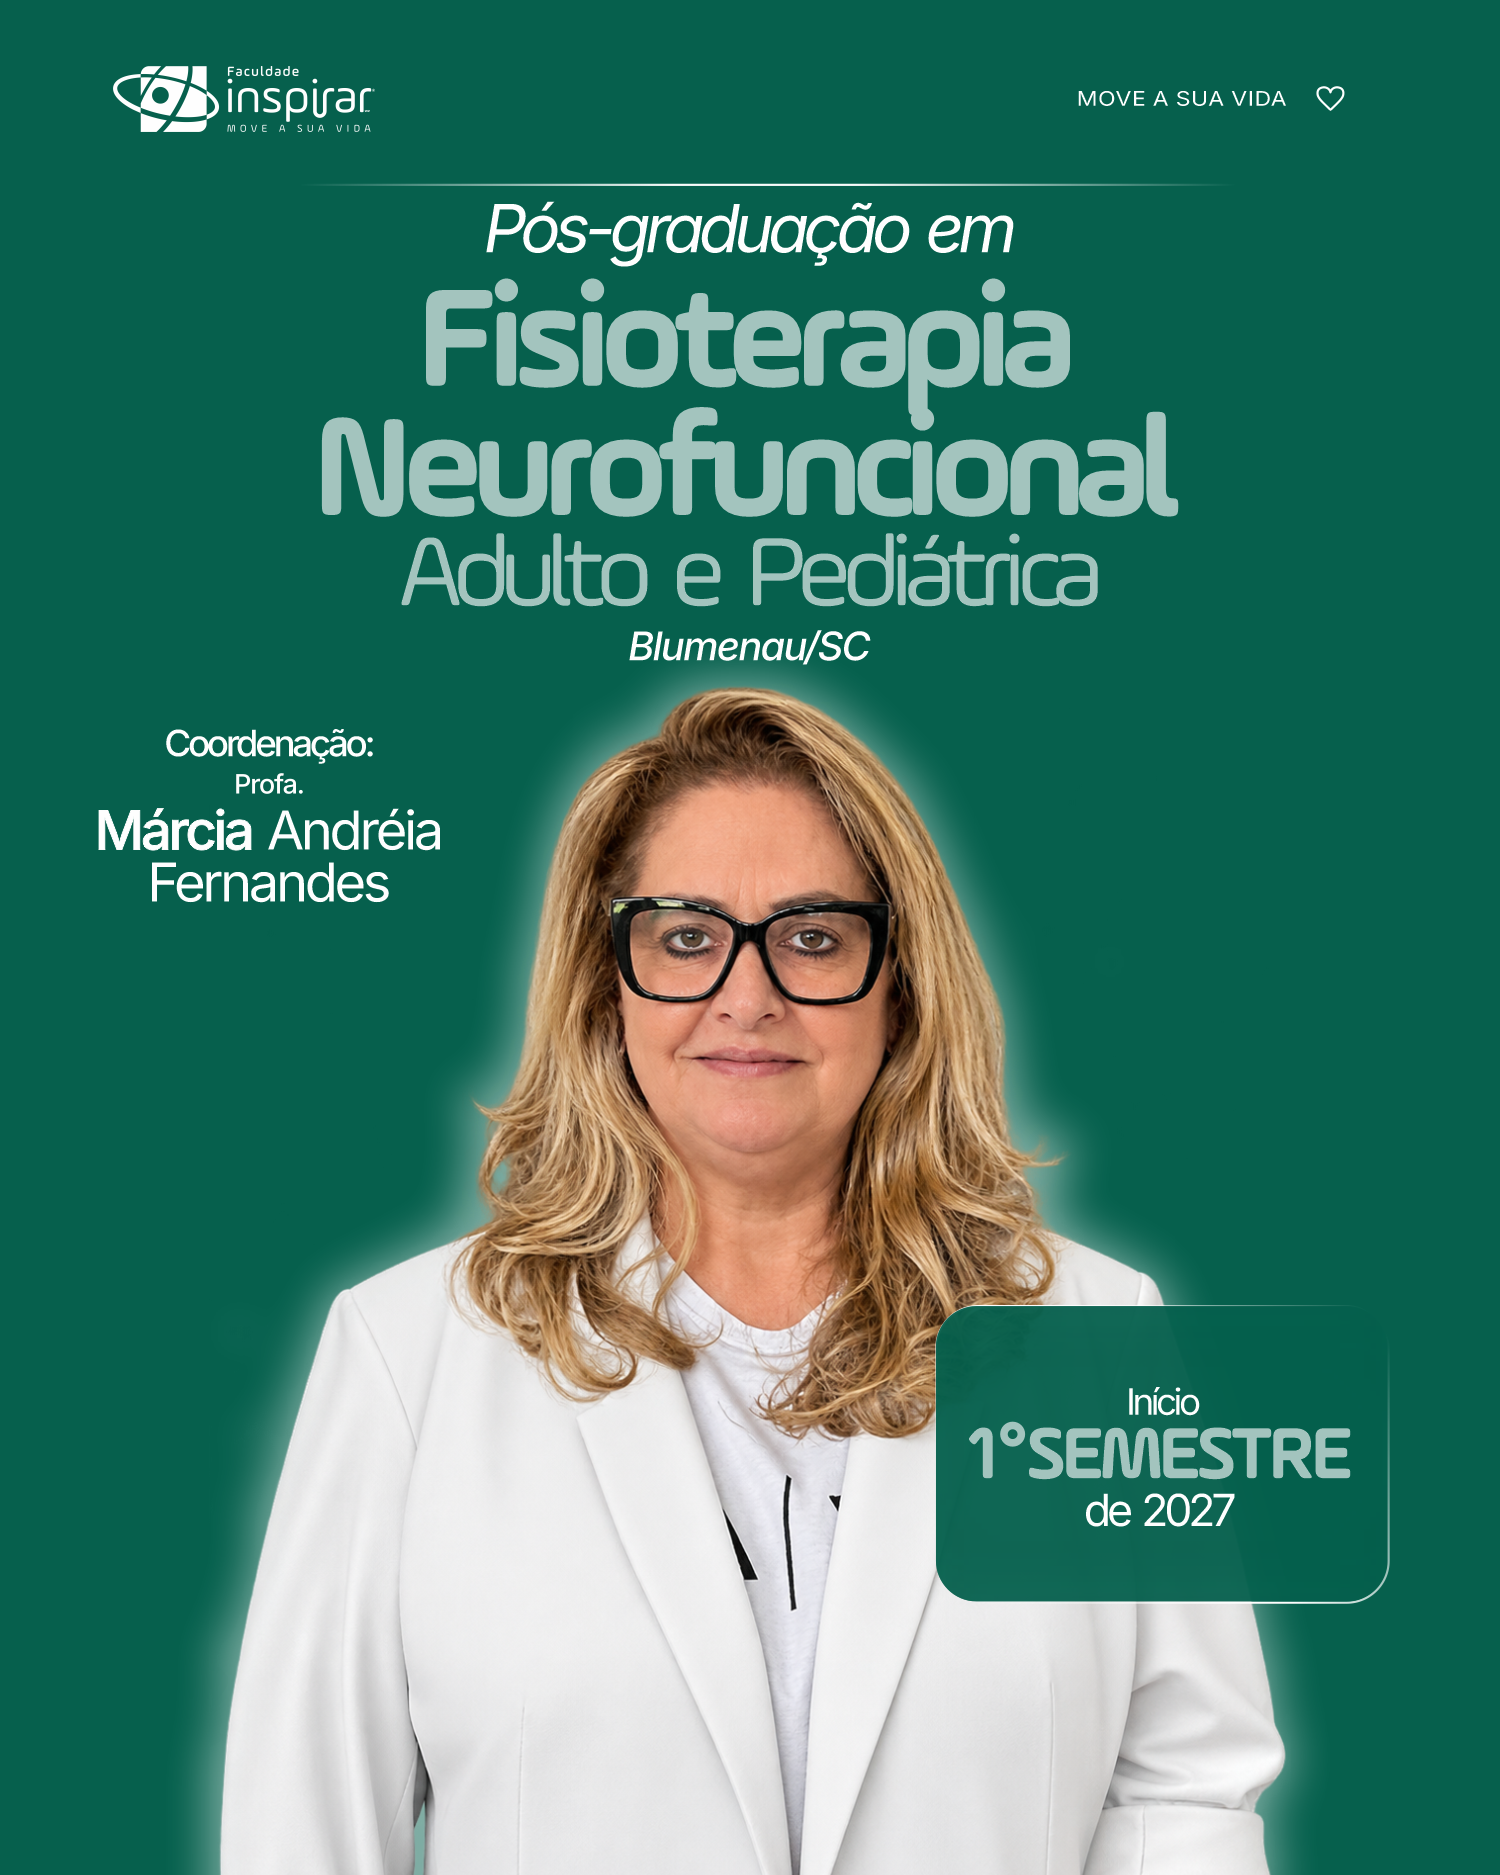 Faculdade
inspirar
MOVE A SUA VIDA
MOVE A SUA VIDA
Pós-graduação em
Fisioterapia
Neurofuncional
Adulto e Pediátrica
Blumenau/SC
Coordenação:
Profa.
Márcia Andréia
Fernandes
Início
1°SEMESTRE
de 2027